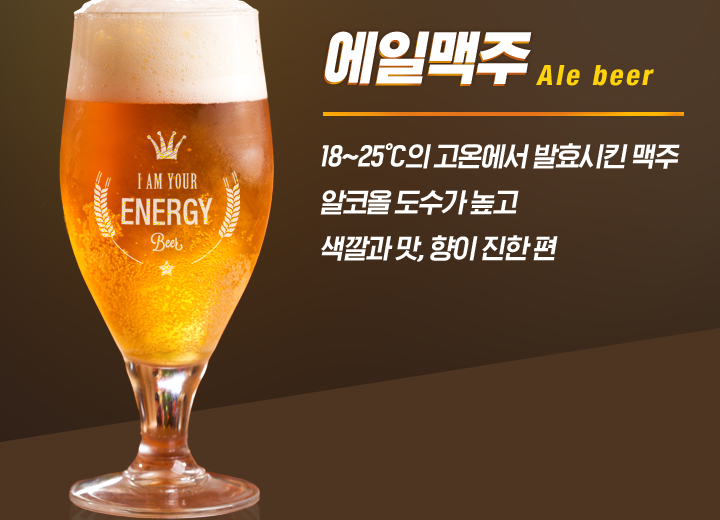 에일맥주 Ale beer
18~25℃의 고온에서 발효시킨 맥주
알코올 도수가 높고
색깔과 맛, 향이 진한 편
I AM YOUR
ENERGY
Beer